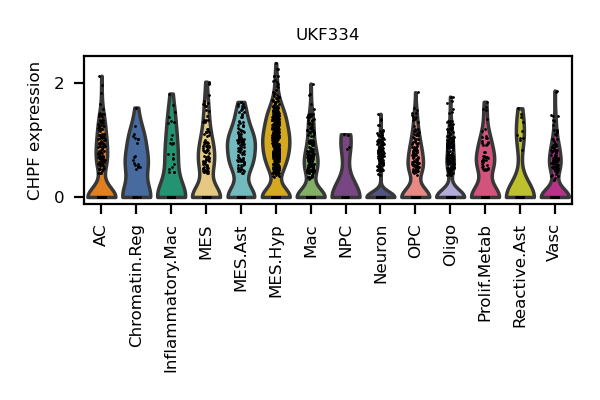 UKF334
CHPF expression
2
0
AC
Chromatin.Reg
Inflammatory.Mac
MES
MES.Ast
MES.Hyp
Mac
NPC
Neuron
OPC
Oligo
Prolif.Metab
Reactive.Ast
Vasc